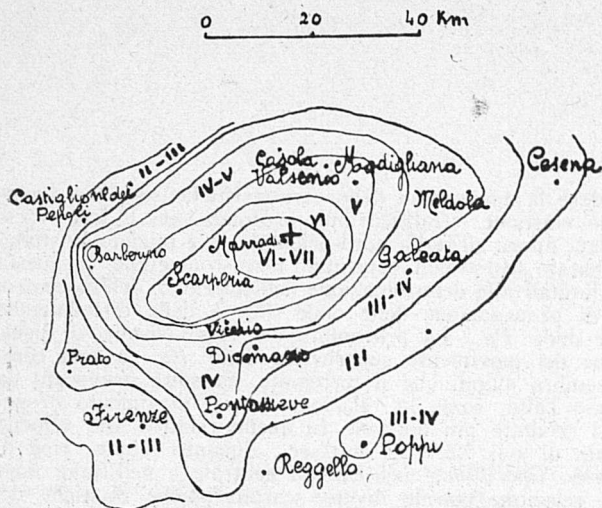 0 20 40 Km
II-III
IV-V
Casola
Valsenio
Modigliana
Cesena
Castiglione dei
Pepoli
V
Meldola
VI
Marradi
VI-VII
Barberino
Galeata
Scarperia
III-IV
Vicchio
Dicomano
III
Prato
IV
Pontassieve
Firenze
II-III
III-IV
Poppi
Reggello